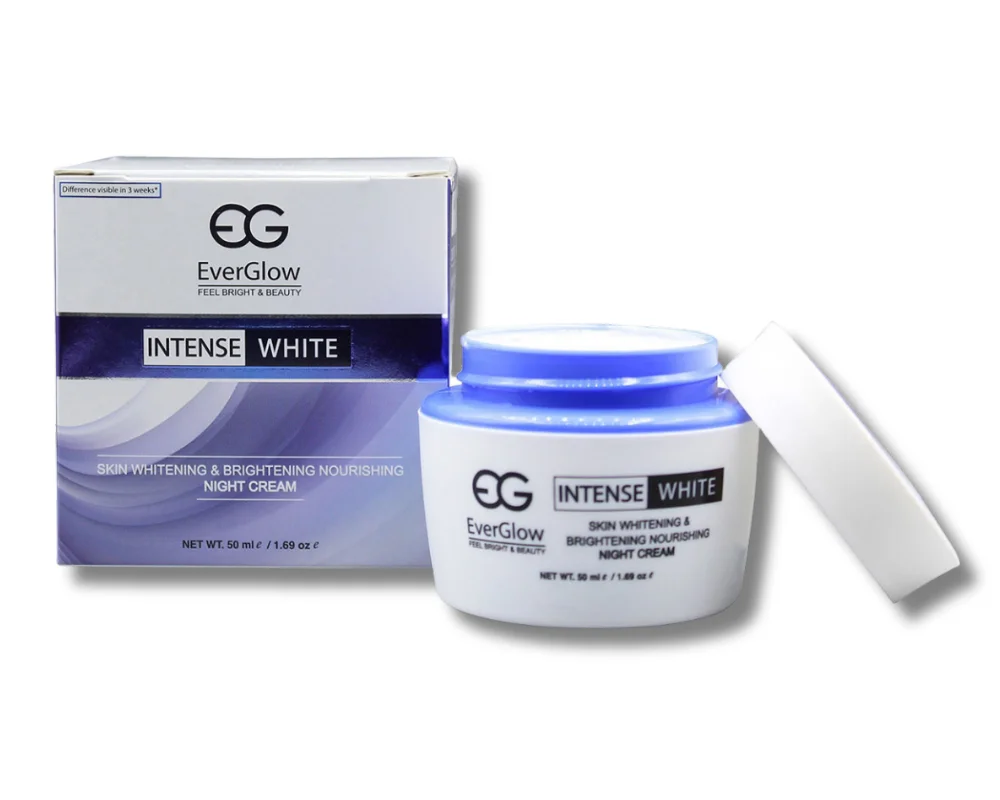 Difference visible in 3 weeks*
EG
EverGlow
FEEL BRIGHT & BEAUTY
INTENSE WHITE
SKIN WHITENING & BRIGHTENING NOURISHING
NIGHT CREAM
NET WT. 50 ml e / 1.69 oz e
EG
EverGlow
FEEL BRIGHT & BEAUTY
INTENSE WHITE
SKIN WHITENING &
BRIGHTENING NOURISHING
NIGHT CREAM
NET WT. 50 ml e / 1.69 oz e